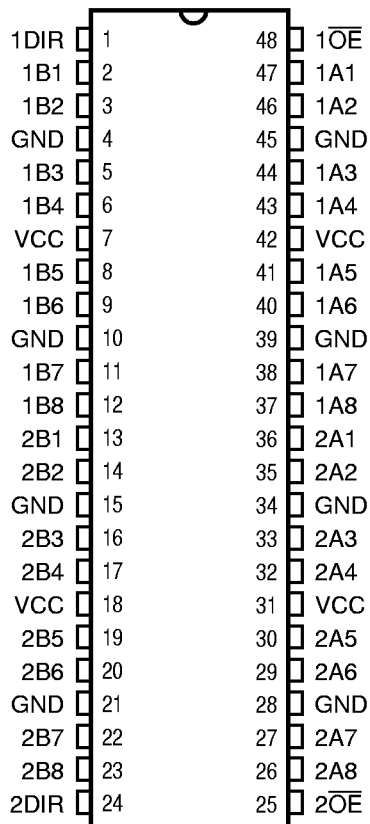 1DIR 1 48 1O̅E̅
1B1 2 47 1A1
1B2 3 46 1A2
GND 4 45 GND
1B3 5 44 1A3
1B4 6 43 1A4
VCC 7 42 VCC
1B5 8 41 1A5
1B6 9 40 1A6
GND 10 39 GND
1B7 11 38 1A7
1B8 12 37 1A8
2B1 13 36 2A1
2B2 14 35 2A2
GND 15 34 GND
2B3 16 33 2A3
2B4 17 32 2A4
VCC 18 31 VCC
2B5 19 30 2A5
2B6 20 29 2A6
GND 21 28 GND
2B7 22 27 2A7
2B8 23 26 2A8
2DIR 24 25 2O̅E̅